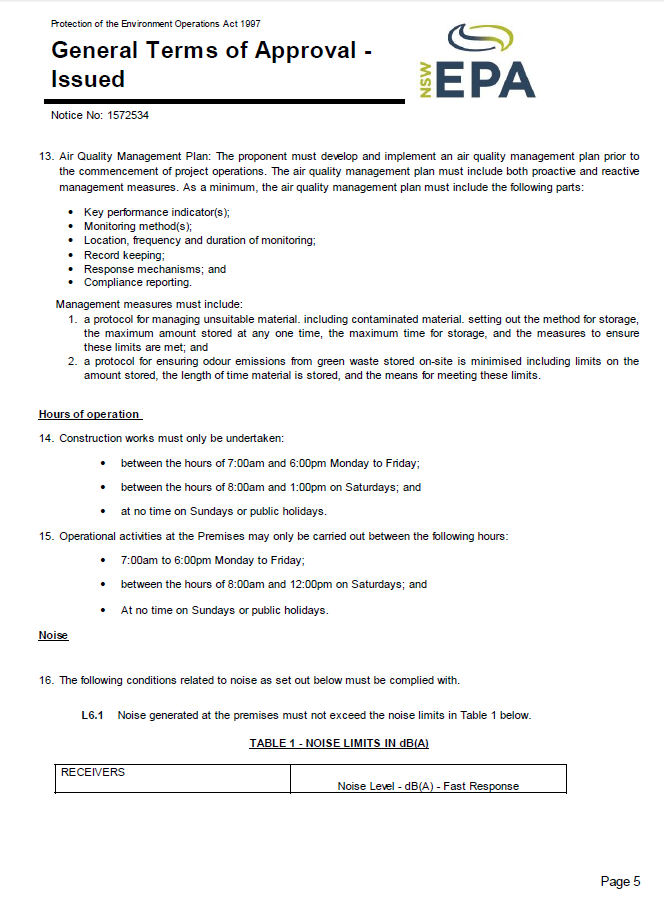 Protection of the Environment Operations Act 1997
General Terms of Approval -
Issued
NSW EPA
Notice No: 1572534
13. Air Quality Management Plan: The proponent must develop and implement an air quality management plan prior to
the commencement of project operations. The air quality management plan must include both proactive and reactive
management measures. As a minimum, the air quality management plan must include the following parts:
• Key performance indicator(s);
• Monitoring method(s);
• Location, frequency and duration of monitoring;
• Record keeping;
• Response mechanisms; and
• Compliance reporting.
Management measures must include:
1. a protocol for managing unsuitable material. including contaminated material. setting out the method for storage,
the maximum amount stored at any one time, the maximum time for storage, and the measures to ensure
these limits are met; and
2. a protocol for ensuring odour emissions from green waste stored on-site is minimised including limits on the
amount stored, the length of time material is stored, and the means for meeting these limits.
Hours of operation
14. Construction works must only be undertaken:
• between the hours of 7:00am and 6:00pm Monday to Friday;
• between the hours of 8:00am and 1:00pm on Saturdays; and
• at no time on Sundays or public holidays.
15. Operational activities at the Premises may only be carried out between the following hours:
• 7:00am to 6:00pm Monday to Friday;
• between the hours of 8:00am and 12:00pm on Saturdays; and
• At no time on Sundays or public holidays.
Noise
16. The following conditions related to noise as set out below must be complied with.
L6.1 Noise generated at the premises must not exceed the noise limits in Table 1 below.
TABLE 1 - NOISE LIMITS IN dB(A)
RECEIVERS
Noise Level - dB(A) - Fast Response
Page 5